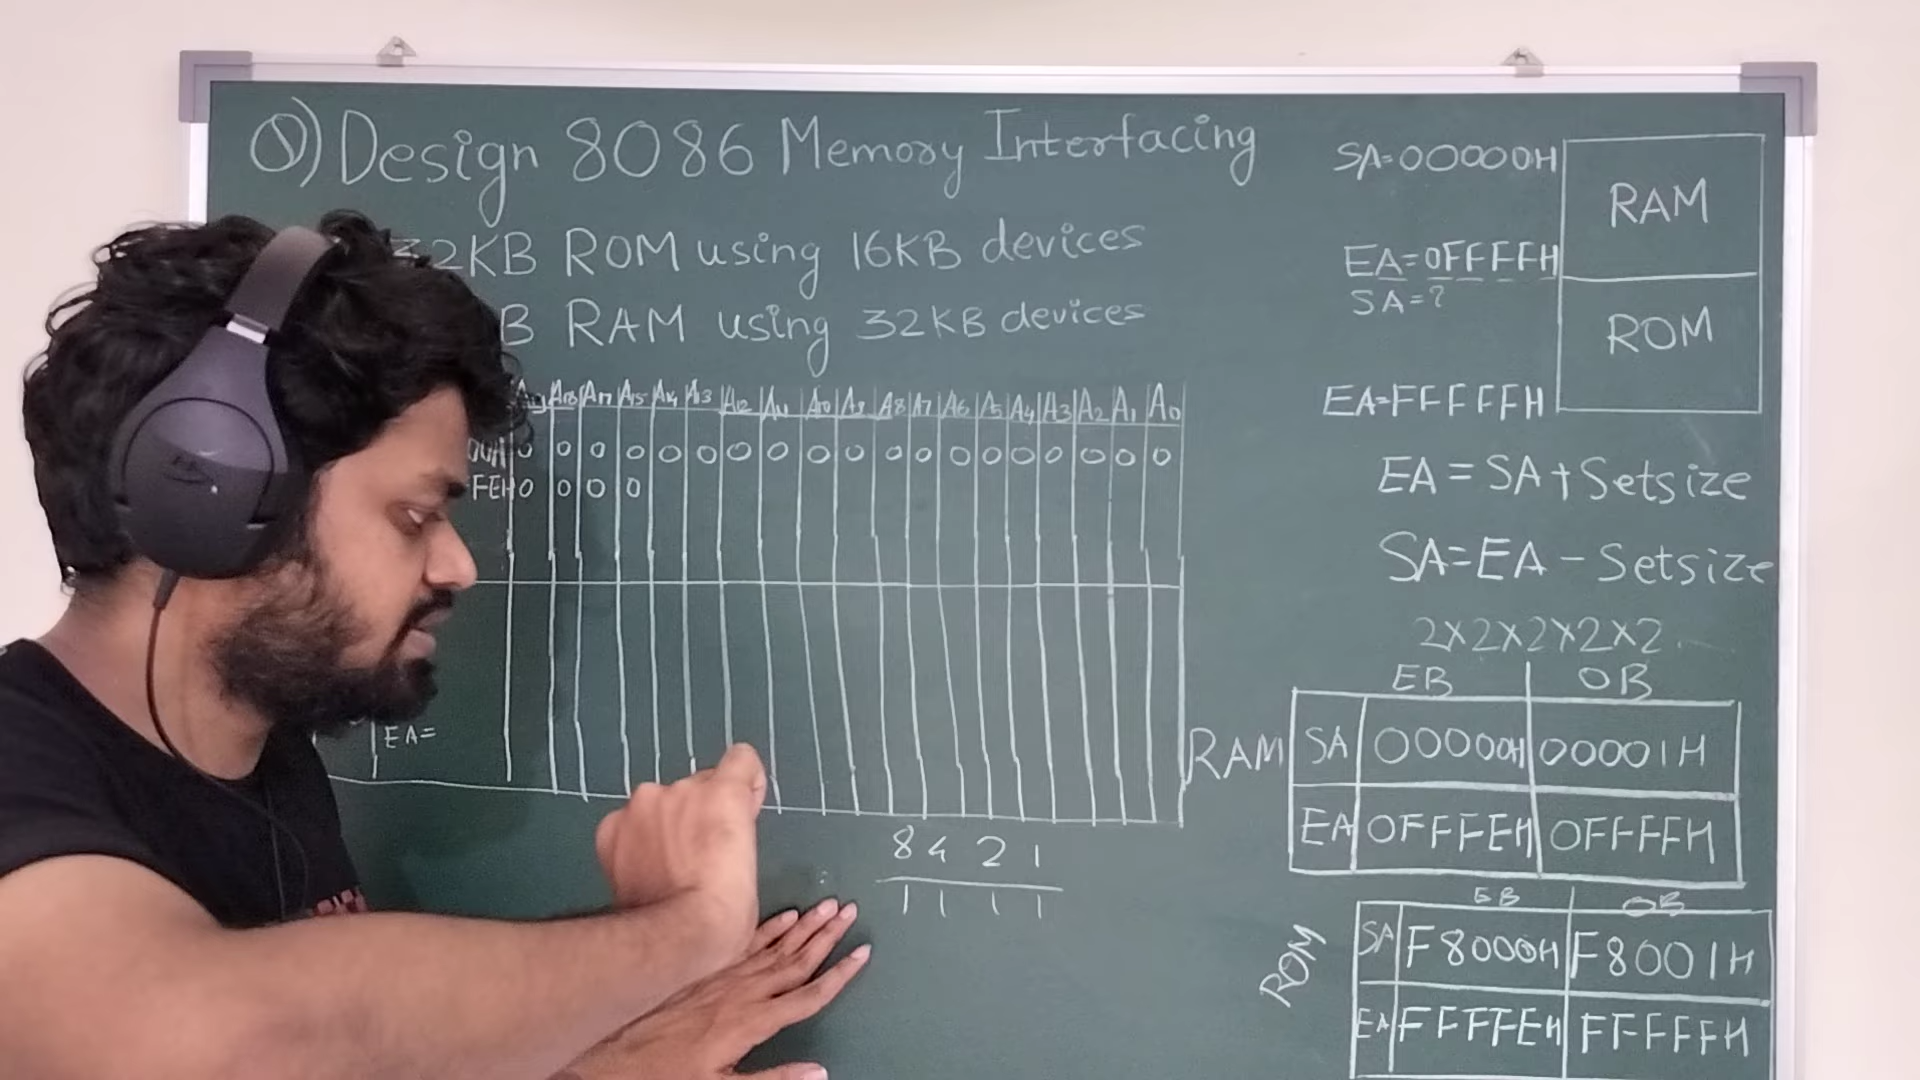 Q) Design 8086 Memory Interfacing
32KB ROM using 16KB devices
B RAM using 32KB devices
A19 A18 A17 A15 A14 A13 A12 A11 A10 A9 A8 A7 A6 A5 A4 A3 A2 A1 A0
00H 0 0 0 0 0 0 0 0 0 0 0 0 0 0 0 0 0 0 0
FEH 0 0 0 0
EA=
8 4 2 1
1 1 1 1
SA=00000H
RAM
EA=0FFFFH
SA=?
ROM
EA=FFFFFH
EA = SA + Setsize
SA = EA - Setsize
2x2x2x2x2
EB OB
RAM SA 00000H 00001H
EA 0FFFEH 0FFFFH
EB OB
ROM SA F8000H F8001H
EA FFFFEH FFFFFH